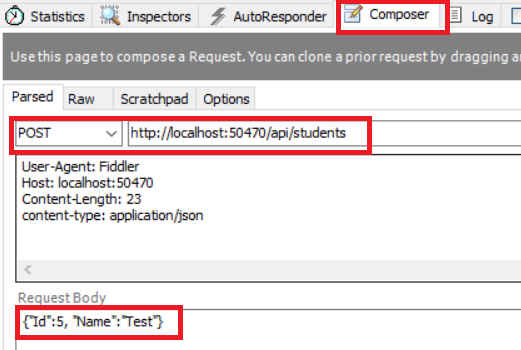 Statistics Inspectors AutoResponder Composer Log
Use this page to compose a Request. You can clone a prior request by dragging
Parsed Raw Scratchpad Options
POST http://localhost:50470/api/students
User-Agent: Fiddler
Host: localhost:50470
Content-Length: 23
content-type: application/json
Request Body
{"Id":5, "Name":"Test"}